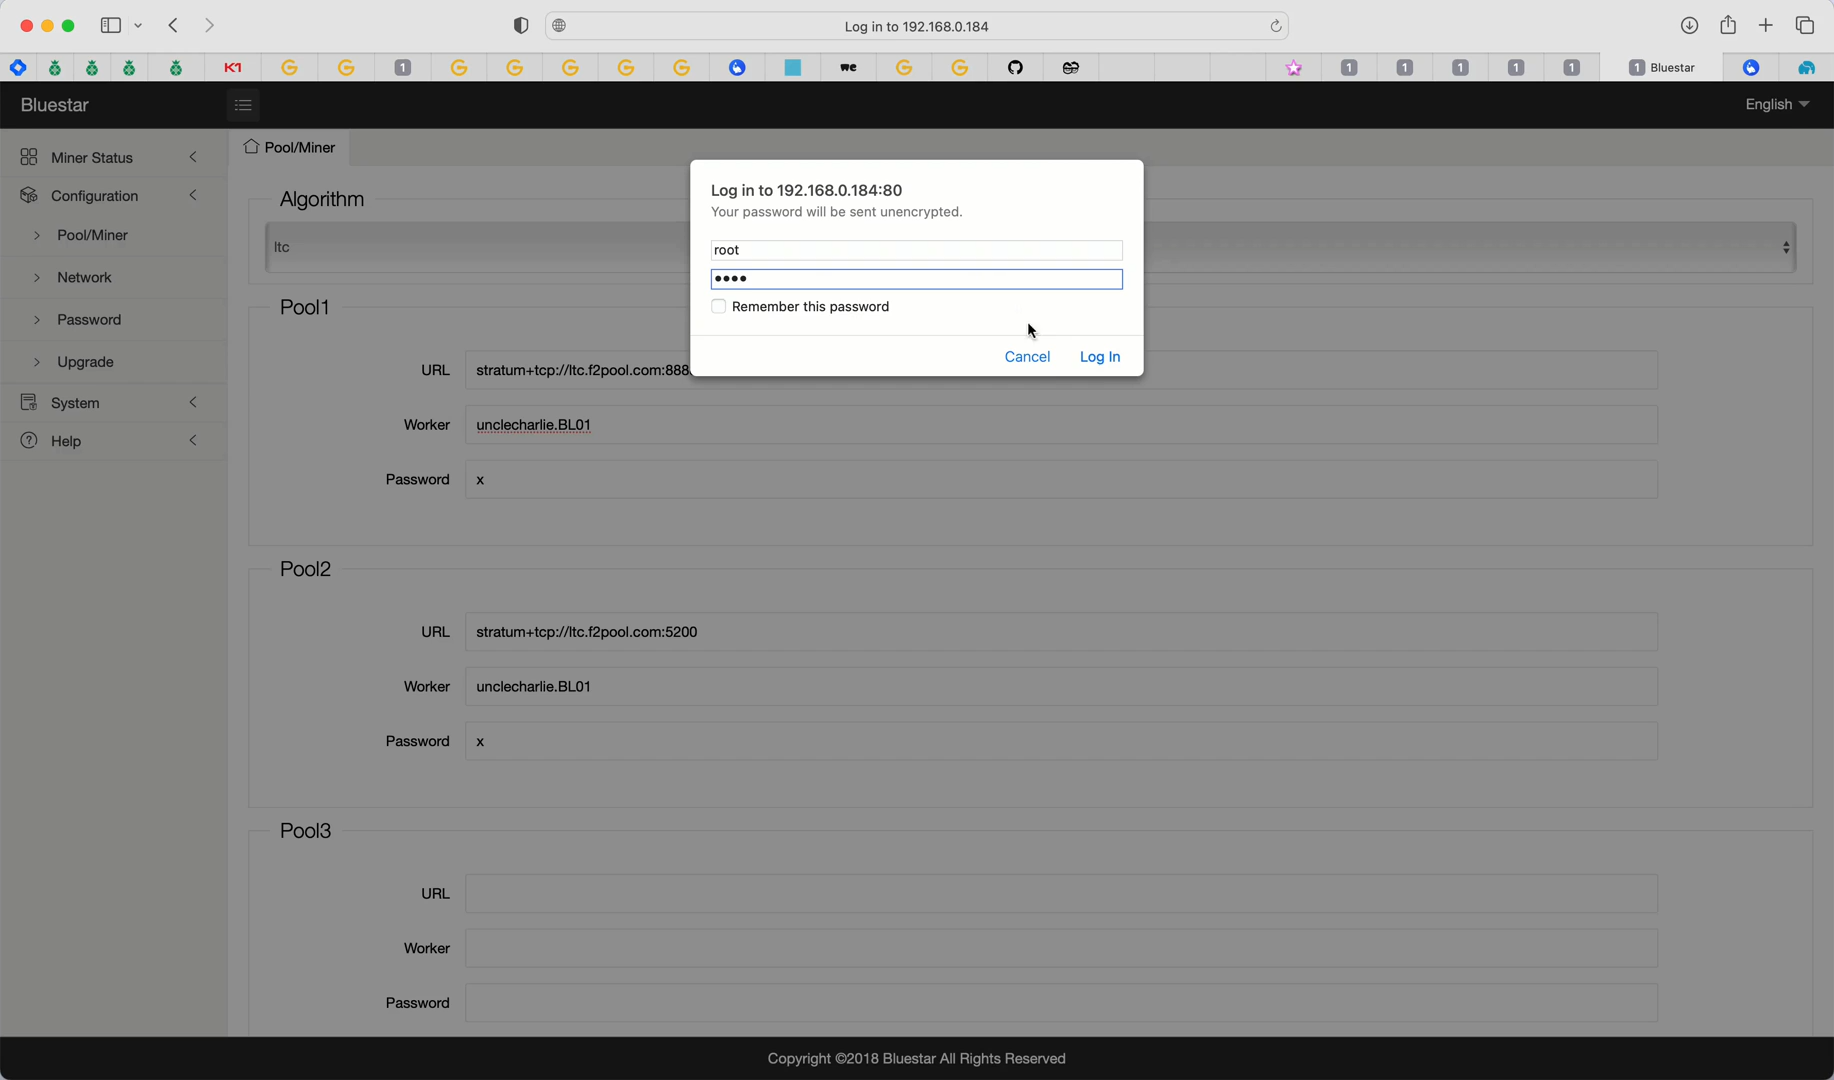 Log in to 192.168.0.184
1
1
1
1
1
1
1 Bluestar
Bluestar
English
Miner Status
Configuration
Pool/Miner
Network
Password
Upgrade
System
Help
Pool/Miner
Algorithm
ltc
Log in to 192.168.0.184:80
Your password will be sent unencrypted.
root
••••
Remember this password
Cancel
Log In
Pool1
URL stratum+tcp://ltc.f2pool.com:888
Worker unclecharlie.BL01
Password x
Pool2
URL stratum+tcp://ltc.f2pool.com:5200
Worker unclecharlie.BL01
Password x
Pool3
URL
Worker
Password
Copyright ©2018 Bluestar All Rights Reserved